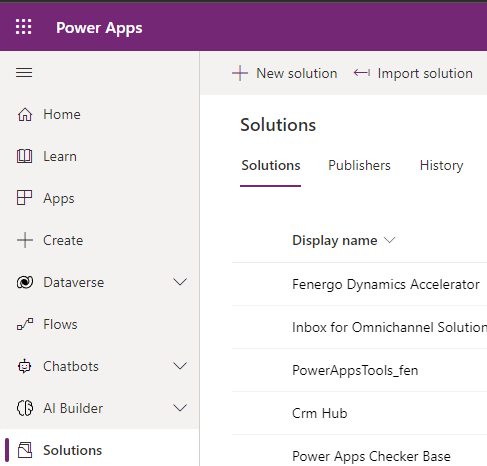 Power Apps
New solution
Import solution
Home
Learn
Apps
Create
Dataverse
Flows
Chatbots
AI Builder
Solutions
Solutions
Solutions Publishers History
Display name
Fenergo Dynamics Accelerator
Inbox for Omnichannel Solution
PowerAppsTools_fen
Crm Hub
Power Apps Checker Base